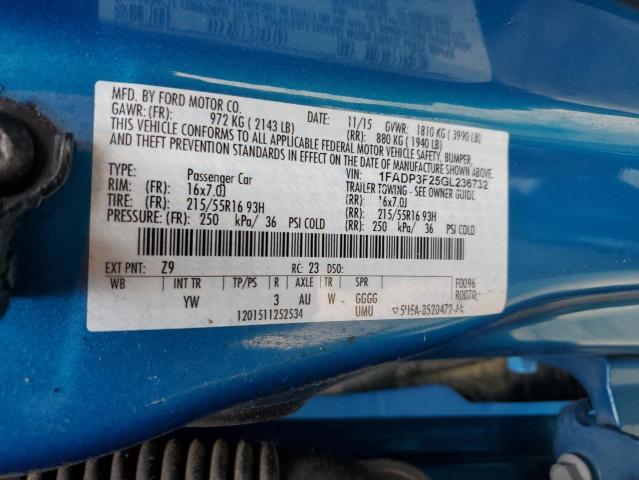 MFD. BY FORD MOTOR CO. DATE: 11/15 GVWR: 1810 KG ( 3990 LB)
GAWR:(FR): 972 KG ( 2143 LB) (RR): 880 KG ( 1940 LB)
THIS VEHICLE CONFORMS TO ALL APPLICABLE FEDERAL MOTOR VEHICLE SAFETY, BUMPER,
AND THEFT PREVENTION STANDARDS IN EFFECT ON THE DATE OF MANUFACTURE SHOWN ABOVE.
VIN: 1FADP3F25GL236732
TYPE: Passenger Car TRAILER TOWING - SEE OWNER GUIDE
RIM: (FR): 16x7.0J (RR): 16x7.0J
TIRE: (FR): 215/55R16 93H (RR): 215/55R16 93H
PRESSURE: (FR): 250 kPa/ 36 PSI COLD (RR): 250 kPa/ 36 PSI COLD
EXT PNT: Z9 RC: 23 DSO:
WB INT TR TP/PS R AXLE TR SPR F0096
YW 3 AU W GGGG R0070
1201511252534 UMU